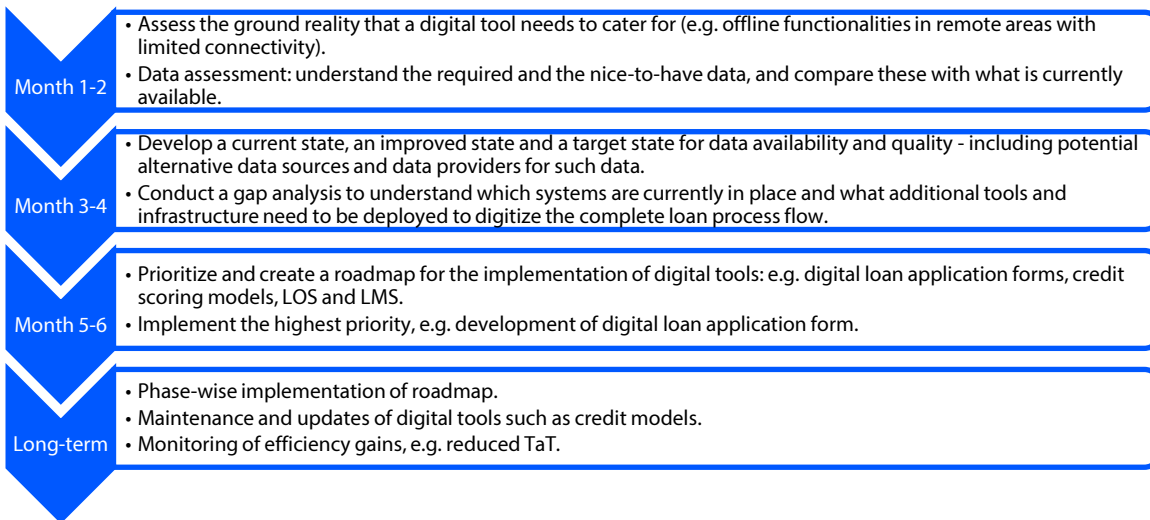 • Assess the ground reality that a digital tool needs to cater for (e.g. offline functionalities in remote areas with
limited connectivity).
Month 1-2
• Data assessment: understand the required and the nice-to-have data, and compare these with what is currently
available.
• Develop a current state, an improved state and a target state for data availability and quality - including potential
alternative data sources and data providers for such data.
Month 3-4
• Conduct a gap analysis to understand which systems are currently in place and what additional tools and
infrastructure need to be deployed to digitize the complete loan process flow.
• Prioritize and create a roadmap for the implementation of digital tools: e.g. digital loan application forms, credit
scoring models, LOS and LMS.
Month 5-6
• Implement the highest priority, e.g. development of digital loan application form.
• Phase-wise implementation of roadmap.
• Maintenance and updates of digital tools such as credit models.
Long-term
• Monitoring of efficiency gains, e.g. reduced TaT.